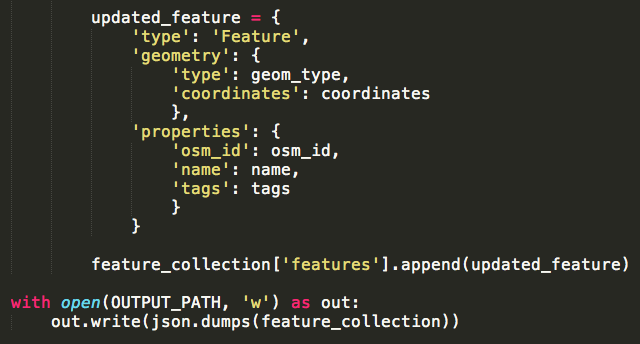 updated_feature = {
'type': 'Feature',
'geometry': {
'type': geom_type,
'coordinates': coordinates
},
'properties': {
'osm_id': osm_id,
'name': name,
'tags': tags
}
}
feature_collection['features'].append(updated_feature)
with open(OUTPUT_PATH, 'w') as out:
out.write(json.dumps(feature_collection))